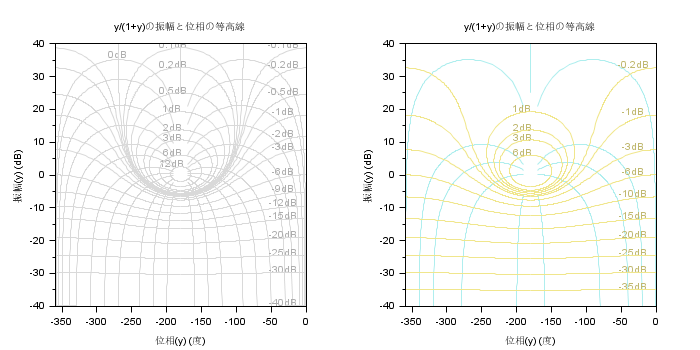 y/(1+y)の振幅と位相の等高線
40
30
20
10
0
-10
-20
-30
-40
振幅(y) (dB)
-350
-300
-250
-200
-150
-100
-50
0
位相(y) (度)
0dB
0.1dB
0.2dB
0.5dB
1dB
2dB
3dB
6dB
12dB
-0.1dB
-0.2dB
-0.5dB
-1dB
-2dB
-3dB
-6dB
-9dB
-12dB
-15dB
-20dB
-25dB
-30dB
-40dB
y/(1+y)の振幅と位相の等高線
40
30
20
10
0
-10
-20
-30
-40
振幅(y) (dB)
-350
-300
-250
-200
-150
-100
-50
0
位相(y) (度)
1dB
2dB
3dB
6dB
-0.2dB
-1dB
-3dB
-6dB
-10dB
-15dB
-20dB
-25dB
-30dB
-35dB